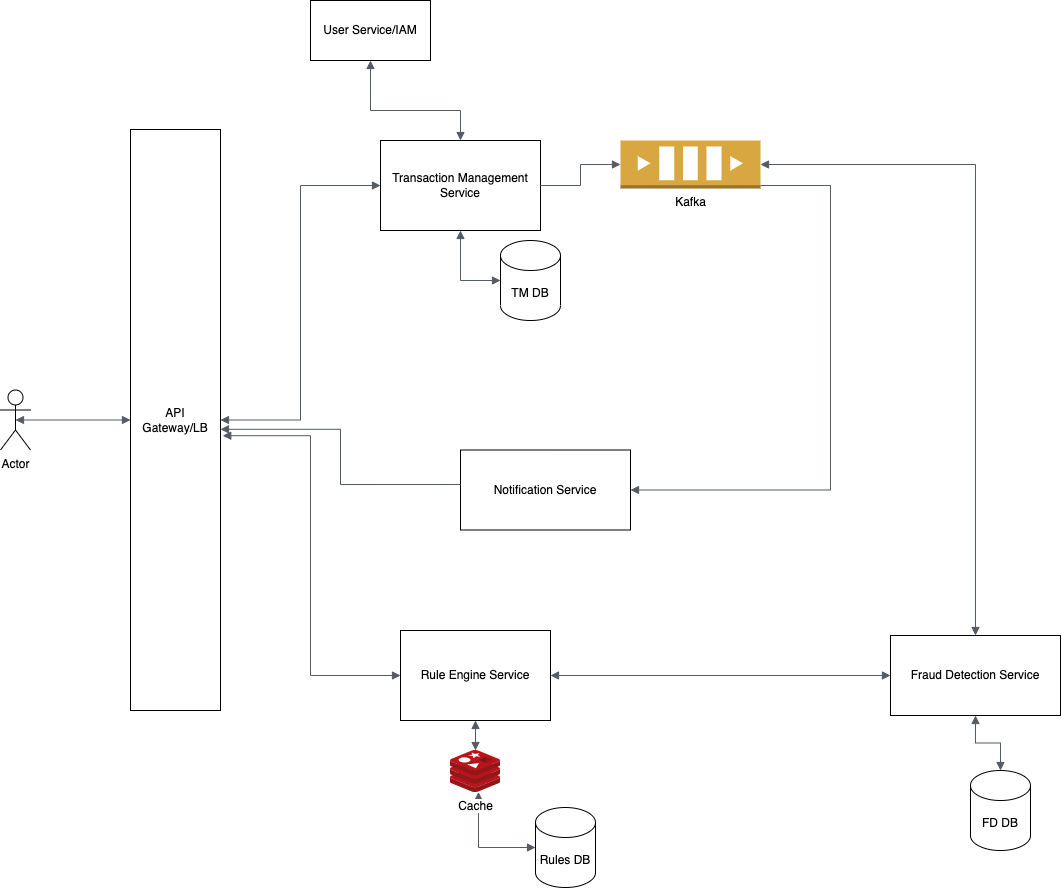 User Service/IAM
Transaction Management
Service
Kafka
TM DB
API
Gateway/LB
Actor
Notification Service
Rule Engine Service
Fraud Detection Service
Cache
FD DB
Rules DB